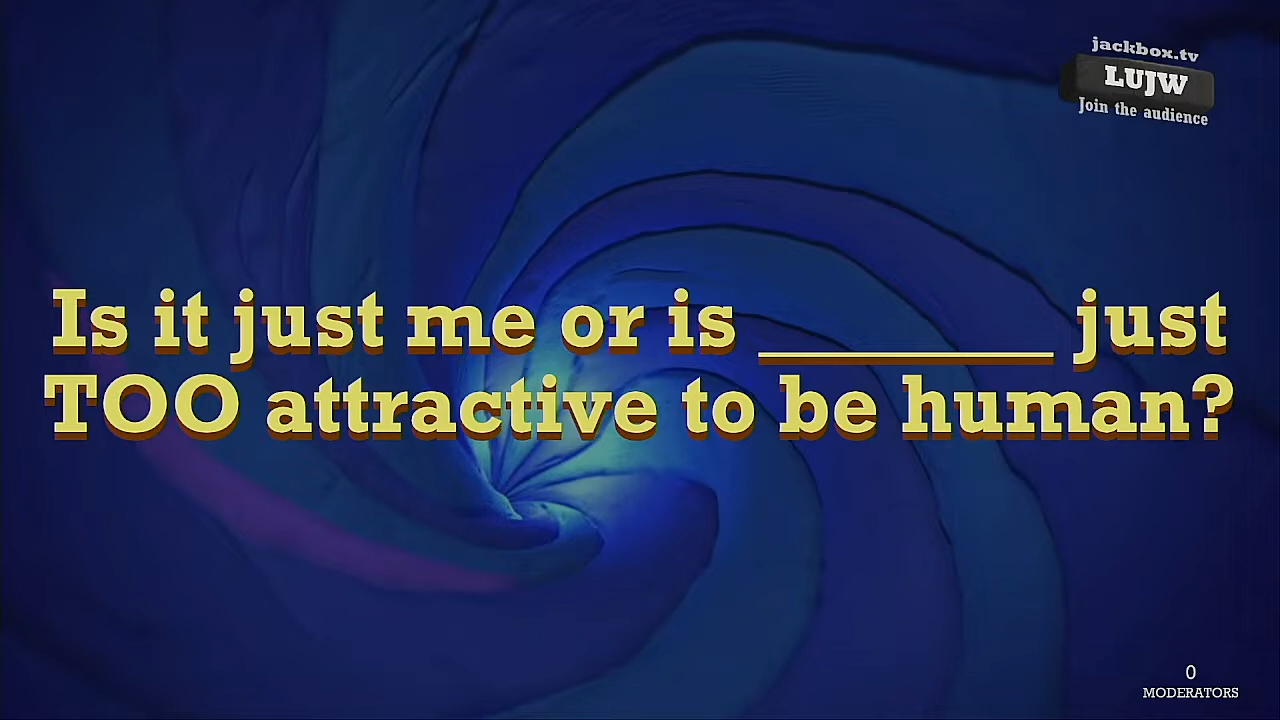 jackbox.tv
LUJW
Join the audience
Is it just me or is __________ just
TOO attractive to be human?
0
MODERATORS